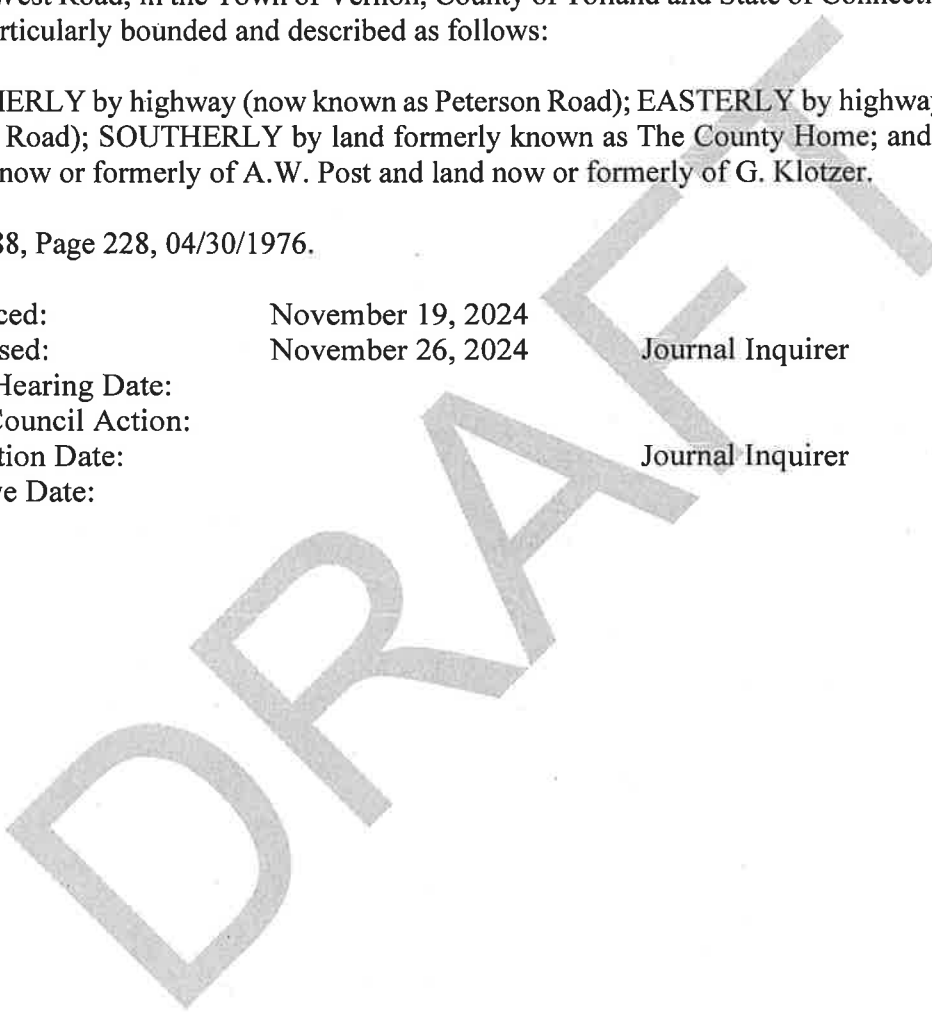 West Road, in the Town of Vernon, County of Tolland and State of Connecti
rticularly bounded and described as follows:
HERLY by highway (now known as Peterson Road); EASTERLY by highway
Road); SOUTHERLY by land formerly known as The County Home; and
now or formerly of A.W. Post and land now or formerly of G. Klotzer.
88, Page 228, 04/30/1976.
ced: November 19, 2024
sed: November 26, 2024 Journal Inquirer
Hearing Date:
Council Action:
tion Date: Journal Inquirer
ve Date:
DRAFT